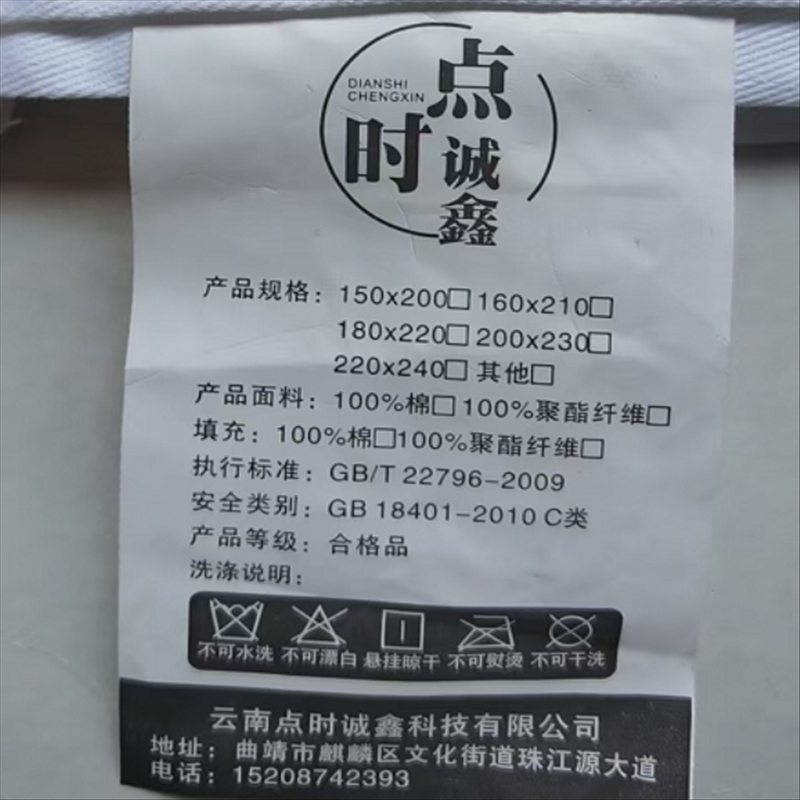 DIANSHI
CHENGXIN
点时诚鑫
产品规格：150x200□ 160x210□
180x220□ 200x230□
220x240□ 其他□
产品面料：100%棉□ 100%聚酯纤维□
填充：100%棉□100%聚酯纤维□
执行标准：GB/T 22796-2009
安全类别：GB 18401-2010 C类
产品等级：合格品
洗涤说明：
不可水洗 不可漂白 悬挂晾干 不可熨烫 不可干洗
云南点时诚鑫科技有限公司
地址：曲靖市麒麟区文化街道珠江源大道
电话：15208742393